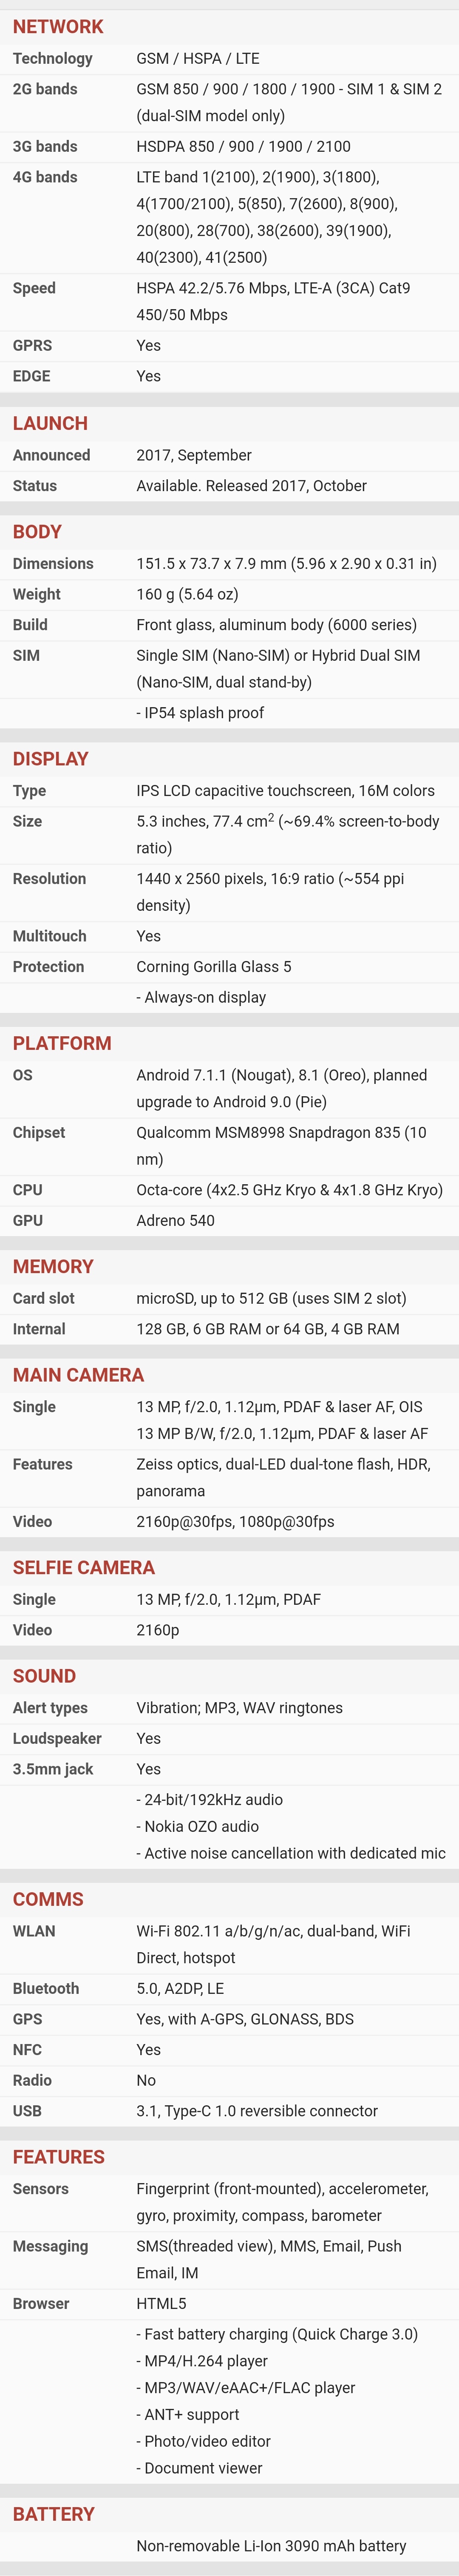 NETWORK
Technology GSM / HSPA / LTE
2G bands GSM 850 / 900 / 1800 / 1900 - SIM 1 & SIM 2
(dual-SIM model only)
3G bands HSDPA 850 / 900 / 1900 / 2100
4G bands LTE band 1(2100), 2(1900), 3(1800),
4(1700/2100), 5(850), 7(2600), 8(900),
20(800), 28(700), 38(2600), 39(1900),
40(2300), 41(2500)
Speed HSPA 42.2/5.76 Mbps, LTE-A (3CA) Cat9
450/50 Mbps
GPRS Yes
EDGE Yes
LAUNCH
Announced 2017, September
Status Available. Released 2017, October
BODY
Dimensions 151.5 x 73.7 x 7.9 mm (5.96 x 2.90 x 0.31 in)
Weight 160 g (5.64 oz)
Build Front glass, aluminum body (6000 series)
SIM Single SIM (Nano-SIM) or Hybrid Dual SIM
(Nano-SIM, dual stand-by)
- IP54 splash proof
DISPLAY
Type IPS LCD capacitive touchscreen, 16M colors
Size 5.3 inches, 77.4 cm2 (~69.4% screen-to-body
ratio)
Resolution 1440 x 2560 pixels, 16:9 ratio (~554 ppi
density)
Multitouch Yes
Protection Corning Gorilla Glass 5
- Always-on display
PLATFORM
OS Android 7.1.1 (Nougat), 8.1 (Oreo), planned
upgrade to Android 9.0 (Pie)
Chipset Qualcomm MSM8998 Snapdragon 835 (10
nm)
CPU Octa-core (4x2.5 GHz Kryo & 4x1.8 GHz Kryo)
GPU Adreno 540
MEMORY
Card slot microSD, up to 512 GB (uses SIM 2 slot)
Internal 128 GB, 6 GB RAM or 64 GB, 4 GB RAM
MAIN CAMERA
Single 13 MP, f/2.0, 1.12µm, PDAF & laser AF, OIS
13 MP B/W, f/2.0, 1.12µm, PDAF & laser AF
Features Zeiss optics, dual-LED dual-tone flash, HDR,
panorama
Video 2160p@30fps, 1080p@30fps
SELFIE CAMERA
Single 13 MP, f/2.0, 1.12µm, PDAF
Video 2160p
SOUND
Alert types Vibration; MP3, WAV ringtones
Loudspeaker Yes
3.5mm jack Yes
- 24-bit/192kHz audio
- Nokia OZO audio
- Active noise cancellation with dedicated mic
COMMS
WLAN Wi-Fi 802.11 a/b/g/n/ac, dual-band, WiFi
Direct, hotspot
Bluetooth 5.0, A2DP, LE
GPS Yes, with A-GPS, GLONASS, BDS
NFC Yes
Radio No
USB 3.1, Type-C 1.0 reversible connector
FEATURES
Sensors Fingerprint (front-mounted), accelerometer,
gyro, proximity, compass, barometer
Messaging SMS(threaded view), MMS, Email, Push
Email, IM
Browser HTML5
- Fast battery charging (Quick Charge 3.0)
- MP4/H.264 player
- MP3/WAV/eAAC+/FLAC player
- ANT+ support
- Photo/video editor
- Document viewer
BATTERY
Non-removable Li-Ion 3090 mAh battery